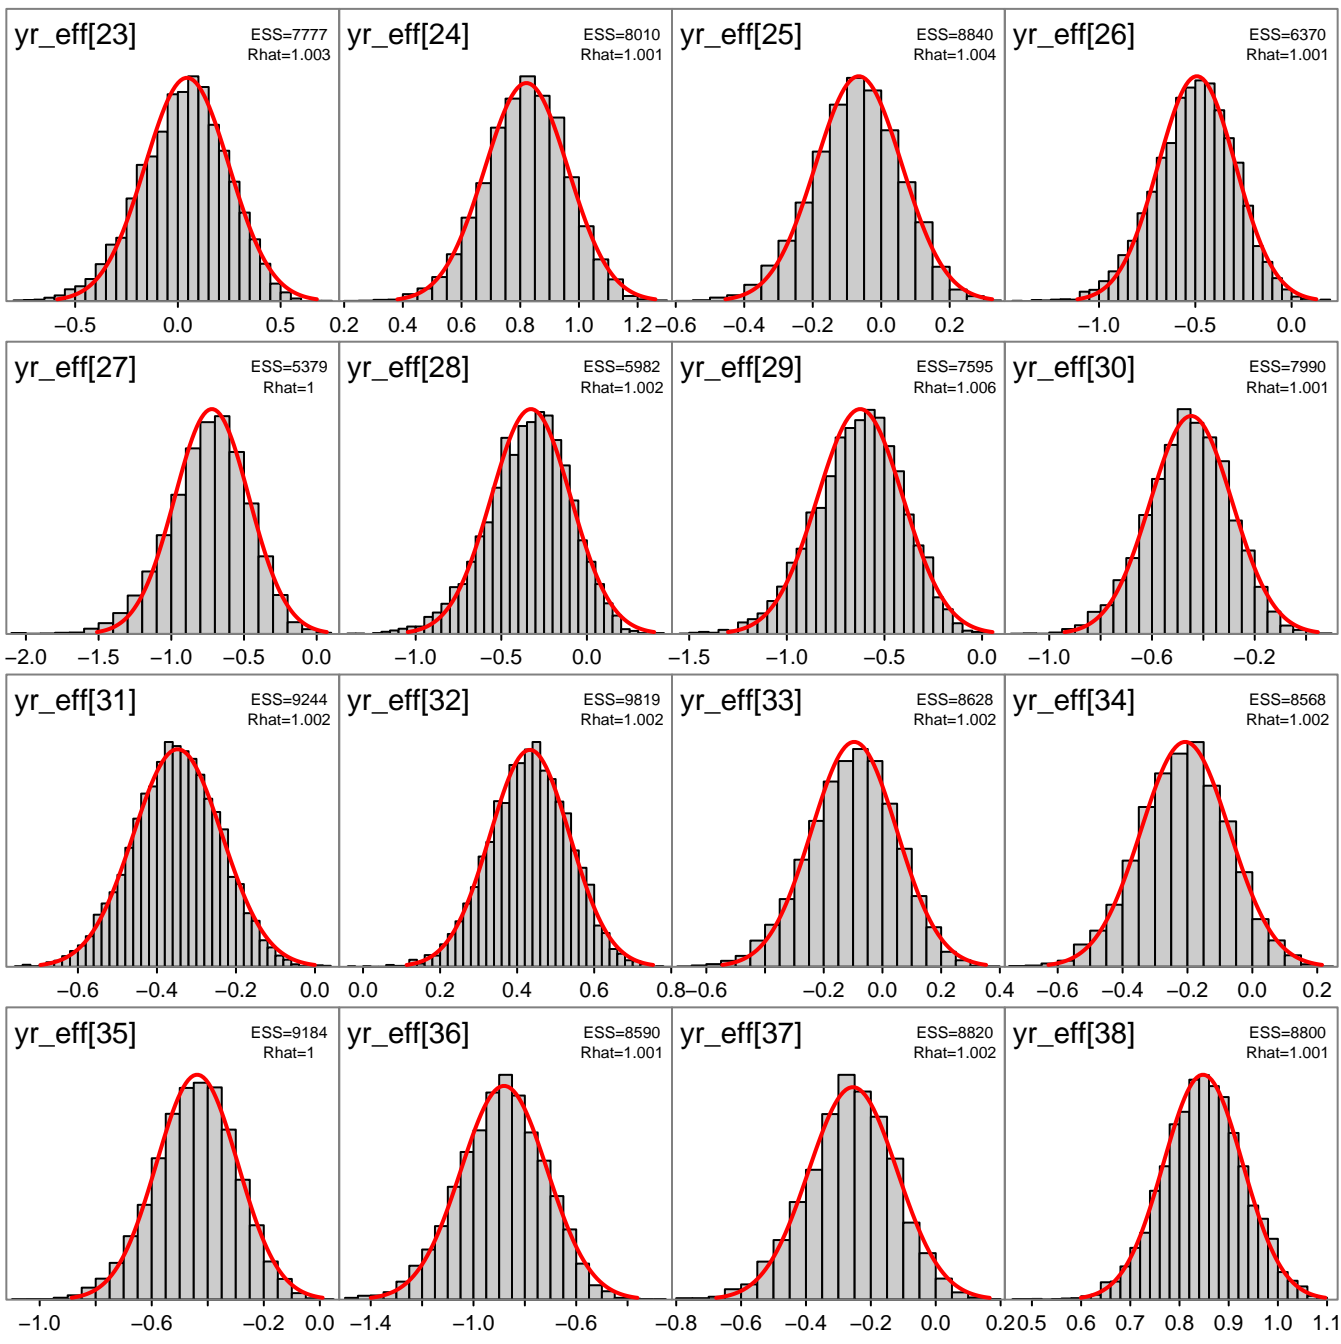 yr_eff[23] ESS=7777
Rhat=1.003
yr_eff[24] ESS=8010
Rhat=1.001
yr_eff[25] ESS=8840
Rhat=1.004
yr_eff[26] ESS=6370
Rhat=1.001
−0.5 0.0 0.5
0.2 0.4 0.6 0.8 1.0 1.2
−0.6 −0.4 −0.2 0.0 0.2
−1.0 −0.5 0.0
yr_eff[27] ESS=5379
Rhat=1
yr_eff[28] ESS=5982
Rhat=1.002
yr_eff[29] ESS=7595
Rhat=1.006
yr_eff[30] ESS=7990
Rhat=1.001
−2.0 −1.5 −1.0 −0.5 0.0
−1.0 −0.5 0.0
−1.5 −1.0 −0.5 0.0
−1.0 −0.6 −0.2
yr_eff[31] ESS=9244
Rhat=1.002
yr_eff[32] ESS=9819
Rhat=1.002
yr_eff[33] ESS=8628
Rhat=1.002
yr_eff[34] ESS=8568
Rhat=1.002
−0.6 −0.4 −0.2 0.0
0.0 0.2 0.4 0.6 0.8
−0.6 −0.2 0.0 0.2 0.4
−0.6 −0.4 −0.2 0.0 0.2
yr_eff[35] ESS=9184
Rhat=1
yr_eff[36] ESS=8590
Rhat=1.001
yr_eff[37] ESS=8820
Rhat=1.002
yr_eff[38] ESS=8800
Rhat=1.001
−1.0 −0.6 −0.2 0.0
−1.4 −1.0 −0.6 −0.2
−0.8 −0.6 −0.4 −0.2 0.0 0.2
0.5 0.6 0.7 0.8 0.9 1.0 1.1